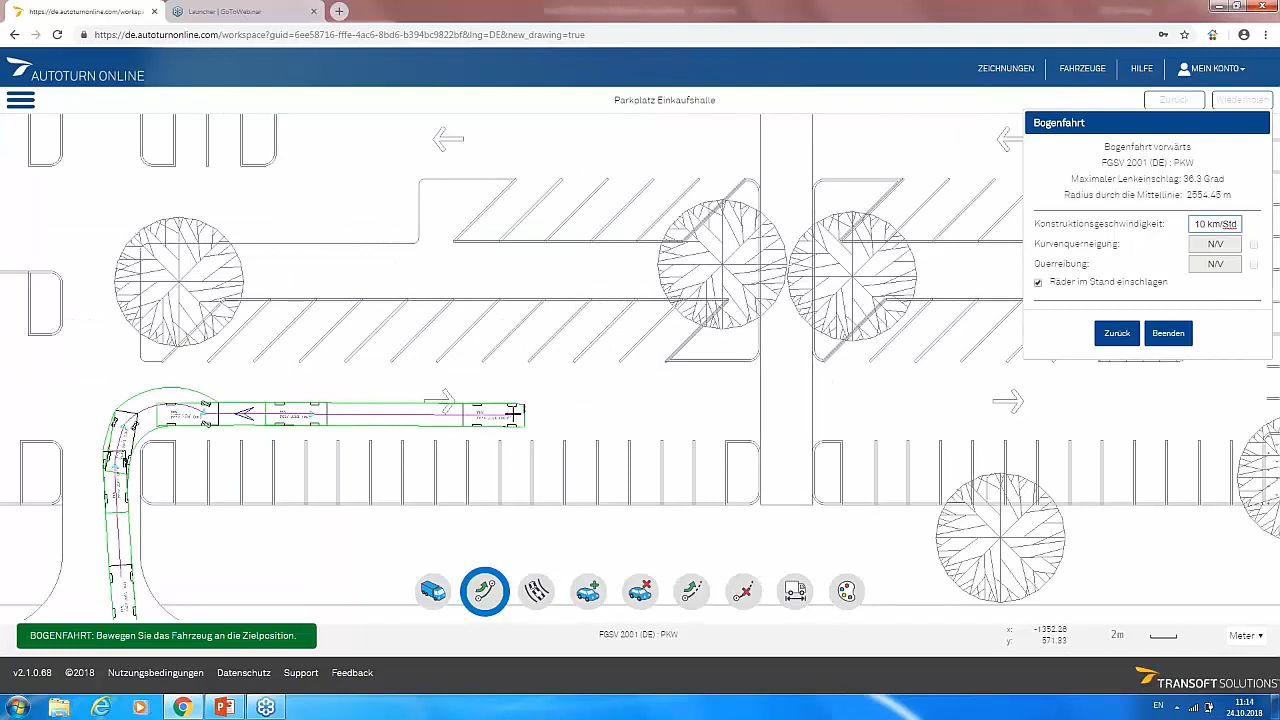 https://de.autoturnonline.com/worksp
Launcher | GoToWebinar
https://de.autoturnonline.com/workspace?guid=6ee58716-fffe-4ac6-8bd6-b394bc9822bf&lng=DE&new_drawing=true
AUTOTURN ONLINE
ZEICHNUNGEN
FAHRZEUGE
HILFE
MEIN KONTO
Parkplatz Einkaufshalle
Zurück
Wiederholen
Bogenfahrt
Bogenfahrt vorwärts
FGSV 2001 (DE) : PKW
Maximaler Lenkeinschlag: 36.3 Grad
Radius durch die Mittellinie: 2554.45 m
Konstruktionsgeschwindigkeit: 10 km/Std
Kurvenquerneigung: N/V
Querreibung: N/V
Räder im Stand einschlagen
Zurück
Beenden
BOGENFAHRT: Bewegen Sie das Fahrzeug an die Zielposition.
FGSV 2001 (DE) : PKW
x: -1352.26
y: 571.93
2m
Meter
v2.1.0.68 ©2018 Nutzungsbedingungen Datenschutz Support Feedback
TRANSOFT SOLUTIONS
EN
11:14
24.10.2018